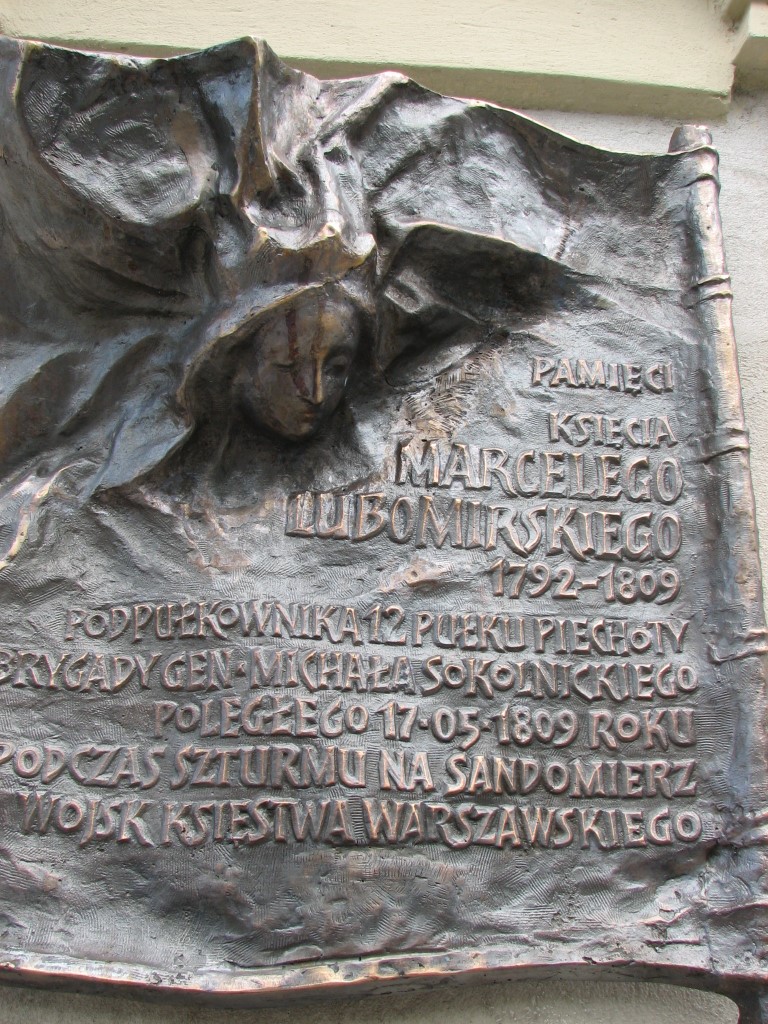 PAMIĘCI
KSIĘCIA
MARCELEGO
LUBOMIRSKIEGO
1792-1809
PODPUŁKOWNIKA 12 PUŁKU PIECHOTY
BRYGADY GEN. MICHAŁA SOKOLNICKIEGO
POLEGŁEGO 17-05-1809 ROKU
PODCZAS SZTURMU NA SANDOMIERZ
WOJSK KSIĘSTWA WARSZAWSKIEGO